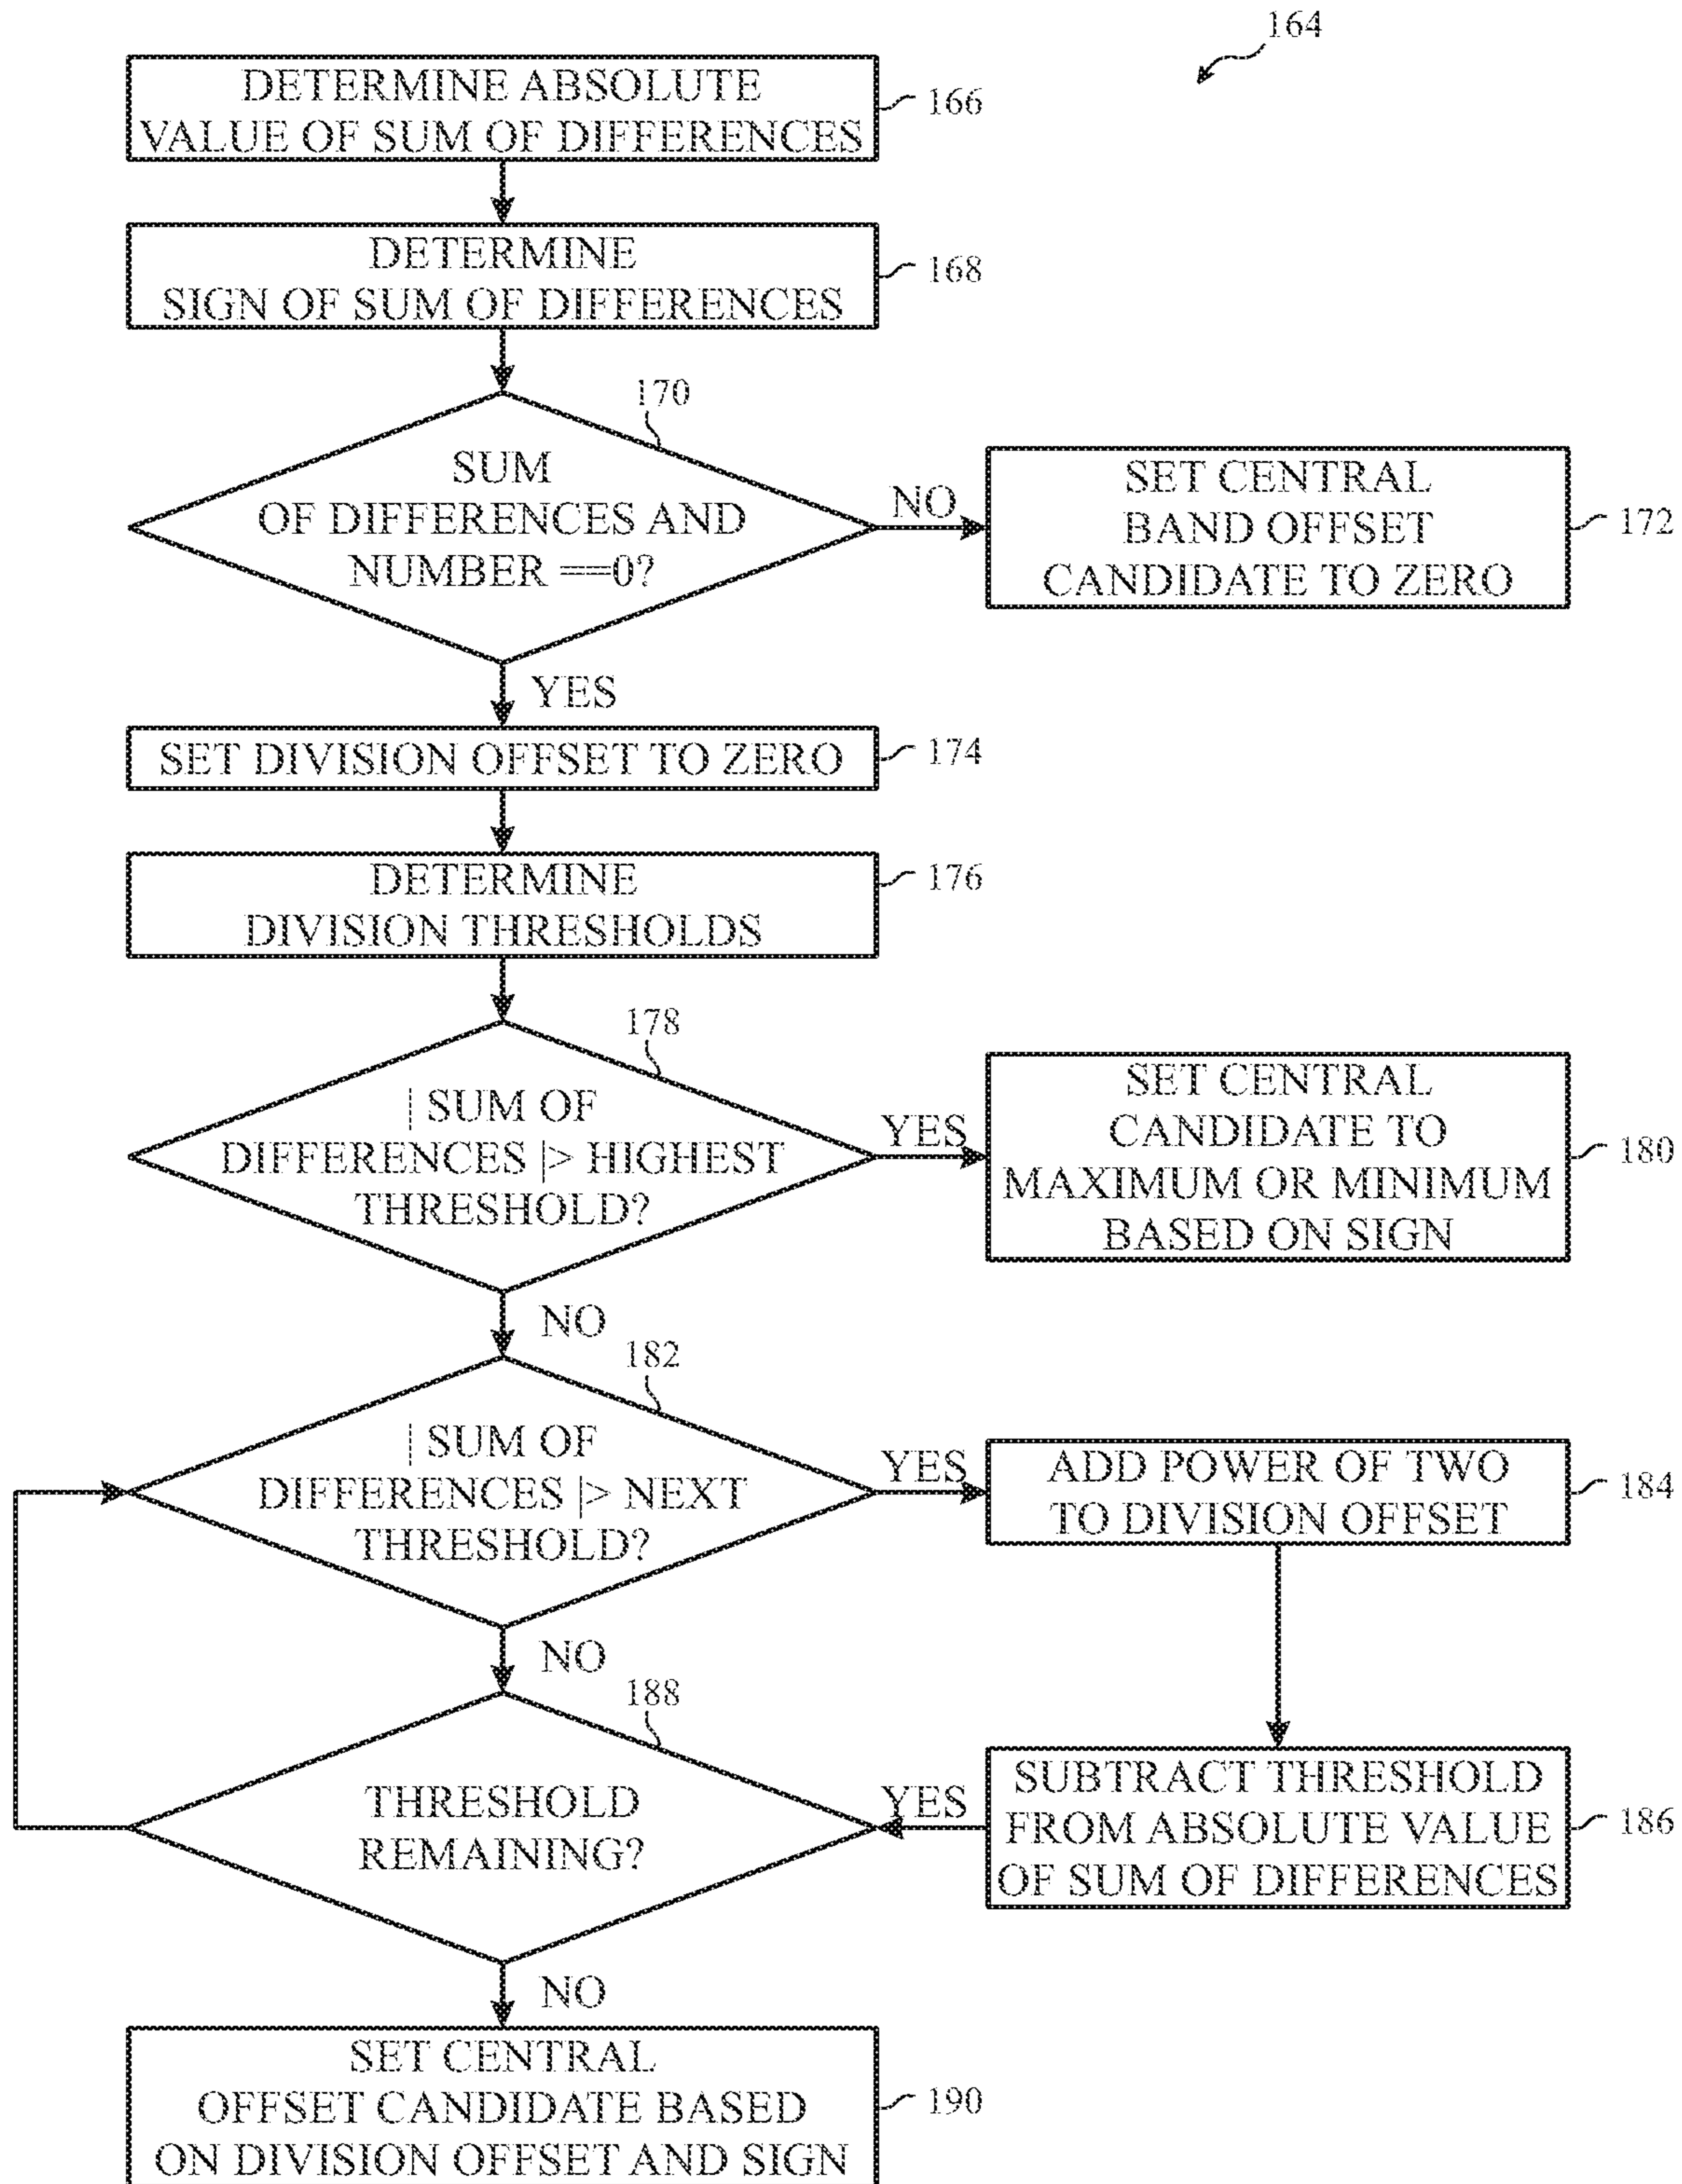 164
DETERMINE ABSOLUTE
VALUE OF SUM OF DIFFERENCES
166
DETERMINE
SIGN OF SUM OF DIFFERENCES
168
170
SUM
OF DIFFERENCES AND
NUMBER ==0?
NO
SET CENTRAL
BAND OFFSET
CANDIDATE TO ZERO
172
YES
SET DIVISION OFFSET TO ZERO
174
DETERMINE
DIVISION THRESHOLDS
176
178
| SUM OF
DIFFERENCES |> HIGHEST
THRESHOLD?
YES
SET CENTRAL
CANDIDATE TO
MAXIMUM OR MINIMUM
BASED ON SIGN
180
NO
182
| SUM OF
DIFFERENCES |> NEXT
THRESHOLD?
YES
ADD POWER OF TWO
TO DIVISION OFFSET
184
NO
188
THRESHOLD
REMAINING?
YES
SUBTRACT THRESHOLD
FROM ABSOLUTE VALUE
OF SUM OF DIFFERENCES
186
NO
SET CENTRAL
OFFSET CANDIDATE BASED
ON DIVISION OFFSET AND SIGN
190